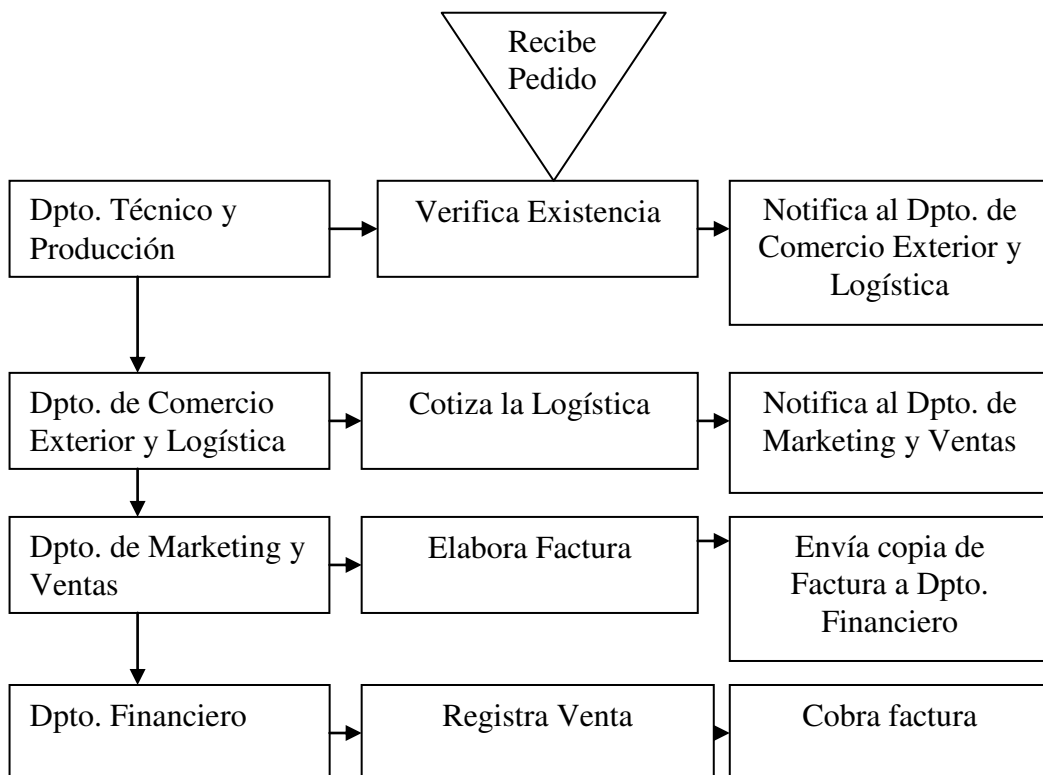 Recibe
Pedido
Dpto. Técnico y
Producción
Verifica Existencia
Notifica al Dpto. de
Comercio Exterior y
Logística
Dpto. de Comercio
Exterior y Logística
Cotiza la Logística
Notifica al Dpto. de
Marketing y Ventas
Dpto. de Marketing y
Ventas
Elabora Factura
Envía copia de
Factura a Dpto.
Financiero
Dpto. Financiero
Registra Venta
Cobra factura